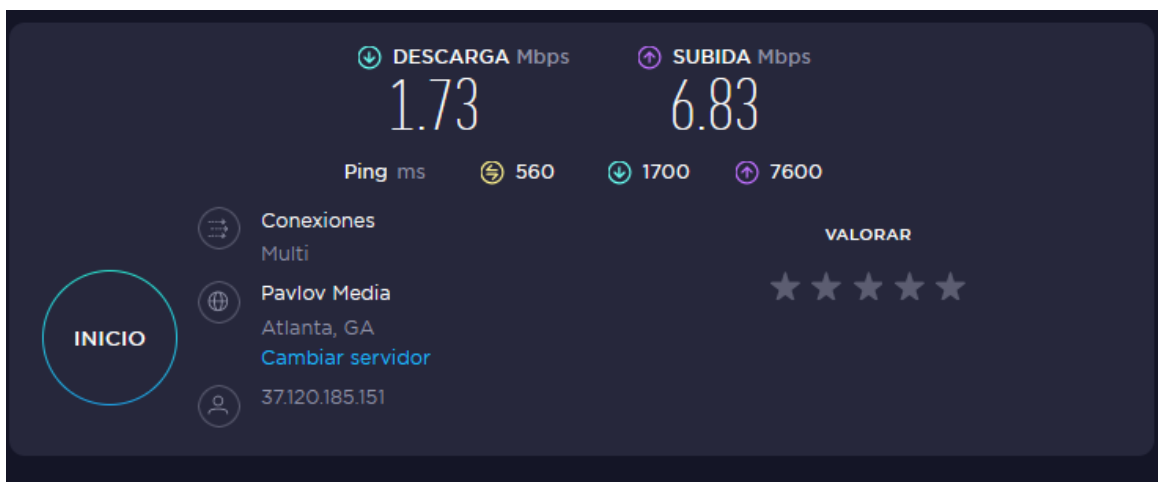 DESCARGA Mbps SUBIDA Mbps
1.73 6.83
Ping ms 560 1700 7600
Conexiones
Multi
VALORAR
Pavlov Media
Atlanta, GA
INICIO
Cambiar servidor
37.120.185.151